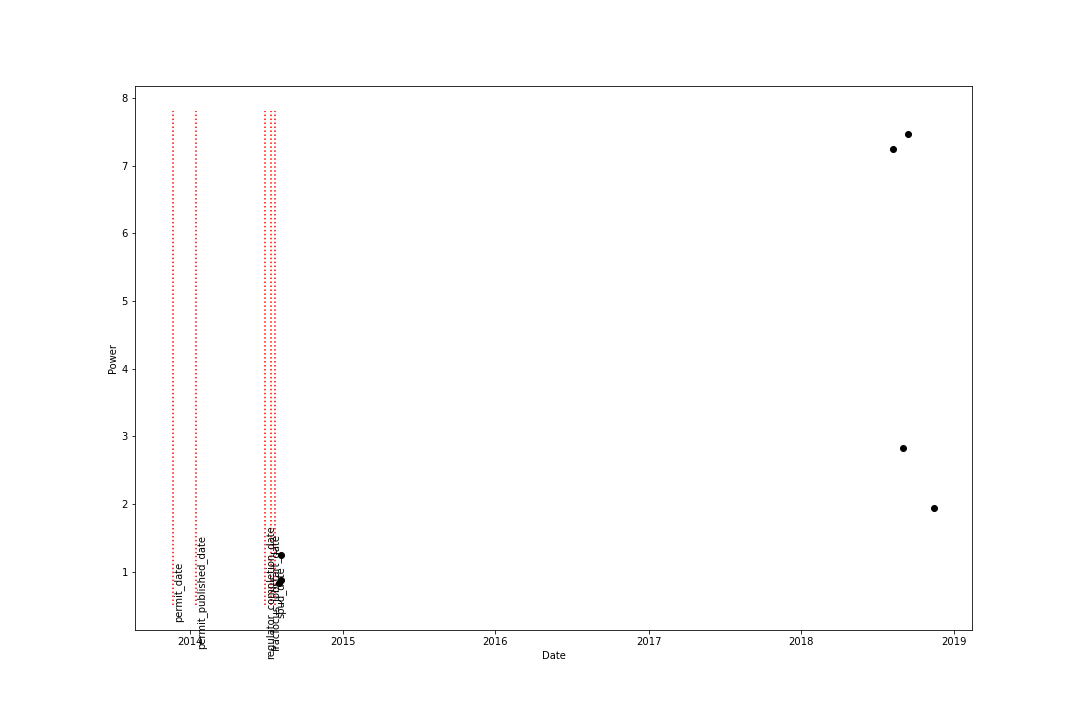 8
7
6
5
4
3
2
1
Power
permit_date
permit_published_date
regulator_completion_date
spud_date
2014
2015
2016
2017
2018
2019
Date